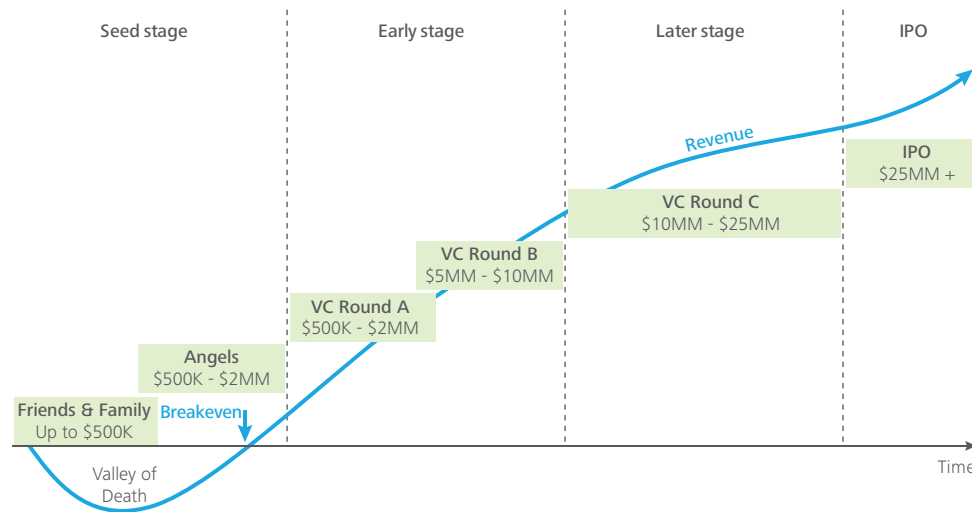 Seed stage
Early stage
Later stage
IPO
Revenue
IPO
$25MM +
VC Round C
$10MM - $25MM
VC Round B
$5MM - $10MM
VC Round A
$500K - $2MM
Angels
$500K - $2MM
Friends & Family
Up to $500K
Breakeven
Time
Valley of
Death